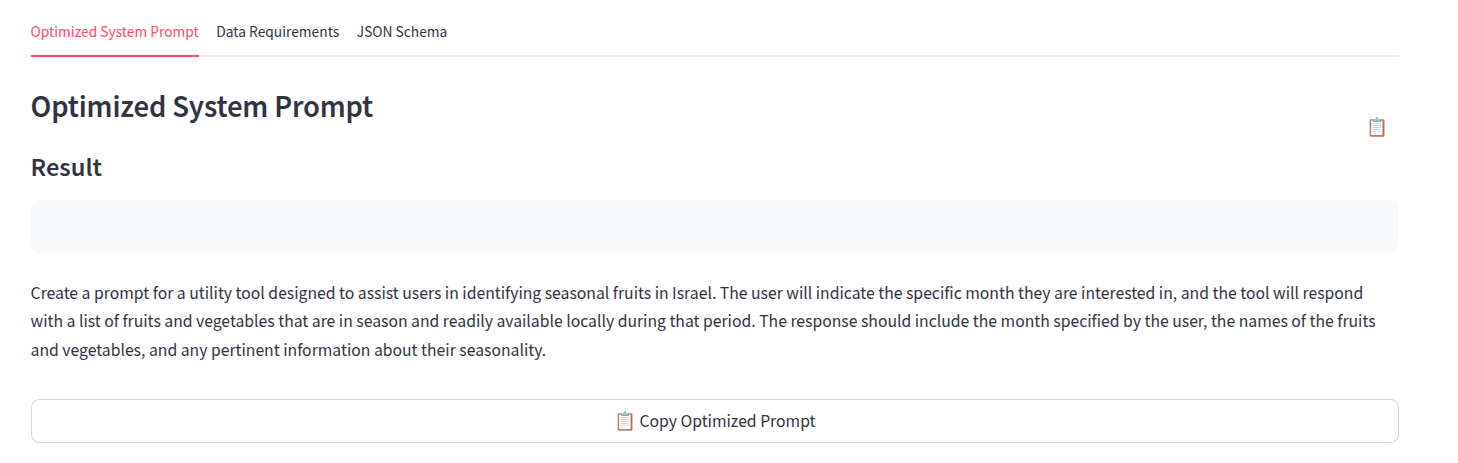 Optimized System Prompt Data Requirements JSON Schema
Optimized System Prompt
Result
Create a prompt for a utility tool designed to assist users in identifying seasonal fruits in Israel. The user will indicate the specific month they are interested in, and the tool will respond
with a list of fruits and vegetables that are in season and readily available locally during that period. The response should include the month specified by the user, the names of the fruits
and vegetables, and any pertinent information about their seasonality.
📋 Copy Optimized Prompt